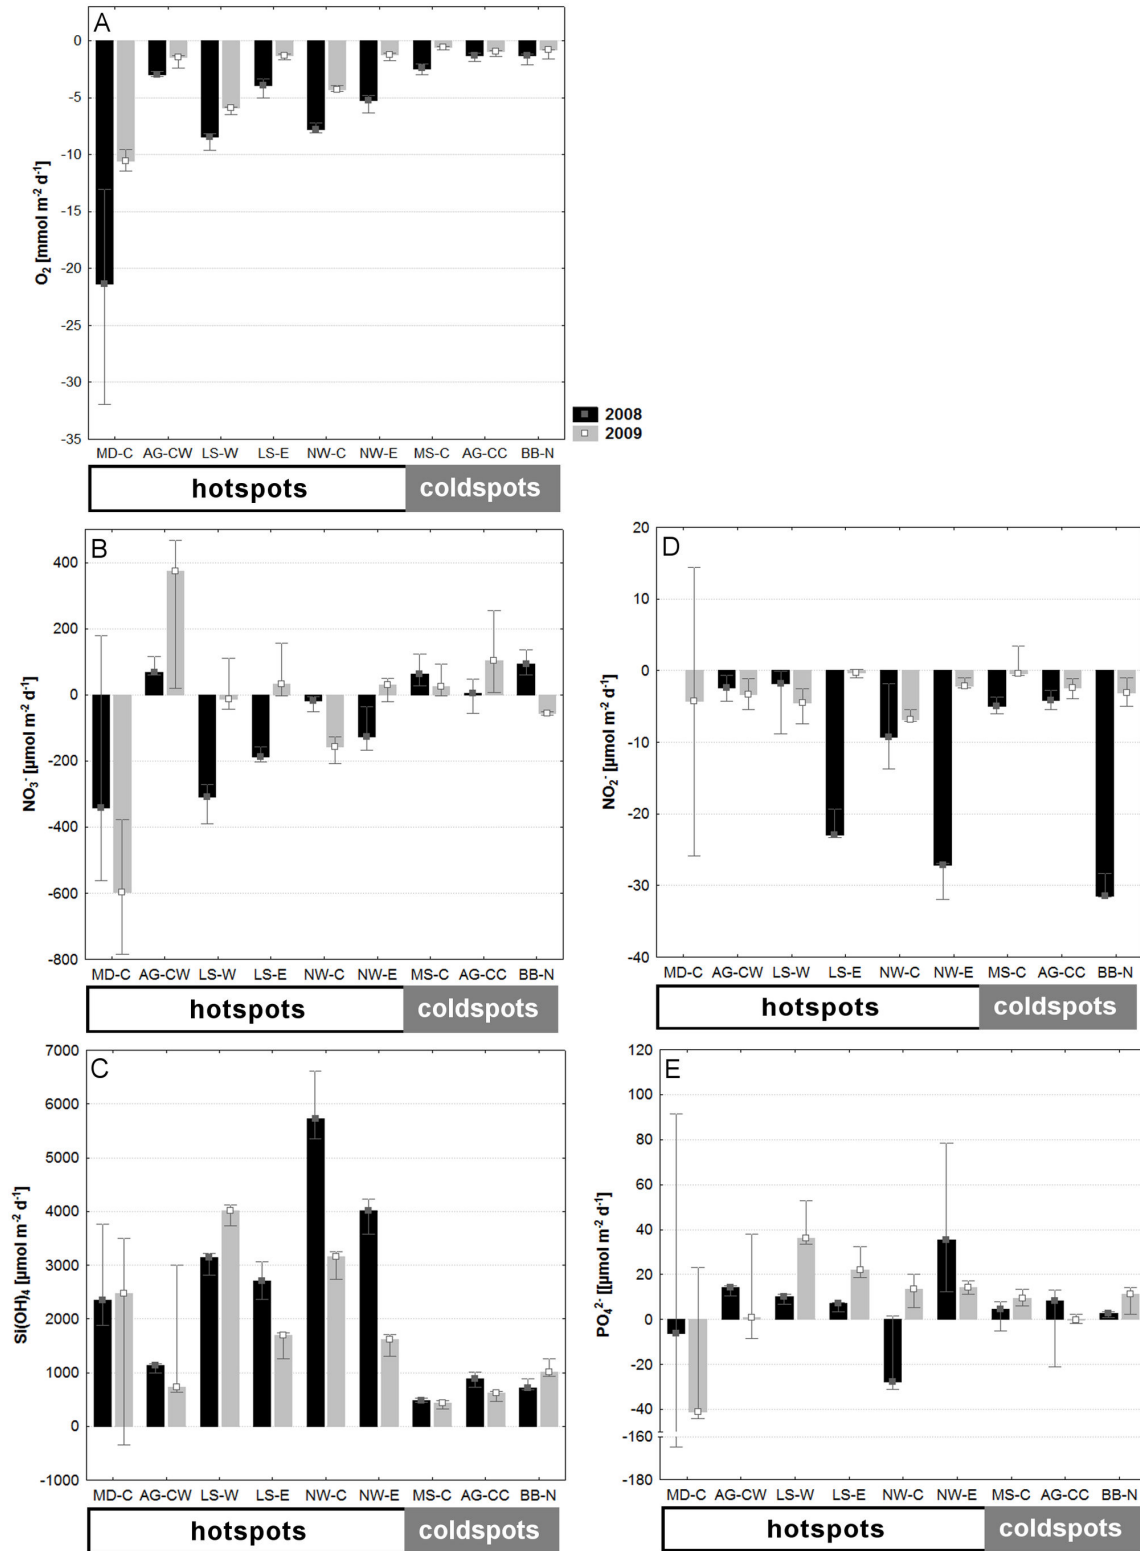 A
0
-5
-10
-15
-20
-25
-30
-35
O₂ [mmol m⁻² d⁻¹]
MD-C AG-CW LS-W LS-E NW-C NW-E MS-C AG-CC BB-N
hotspots coldspots
2008
2009
B
400
200
0
-200
-400
-600
-800
NO₃⁻ [µmol m⁻² d⁻¹]
MD-C AG-CW LS-W LS-E NW-C NW-E MS-C AG-CC BB-N
hotspots coldspots
D
20
10
0
-10
-20
-30
-40
NO₂⁻ [µmol m⁻² d⁻¹]
MD-C AG-CW LS-W LS-E NW-C NW-E MS-C AG-CC BB-N
hotspots coldspots
C
7000
6000
5000
4000
3000
2000
1000
0
-1000
Si(OH)₄ [µmol m⁻² d⁻¹]
MD-C AG-CW LS-W LS-E NW-C NW-E MS-C AG-CC BB-N
hotspots coldspots
E
120
100
80
60
40
20
0
-20
-40
-160
-180
PO₄²⁻ [[µmol m⁻² d⁻¹]
MD-C AG-CW LS-W LS-E NW-C NW-E MS-C AG-CC BB-N
hotspots coldspots